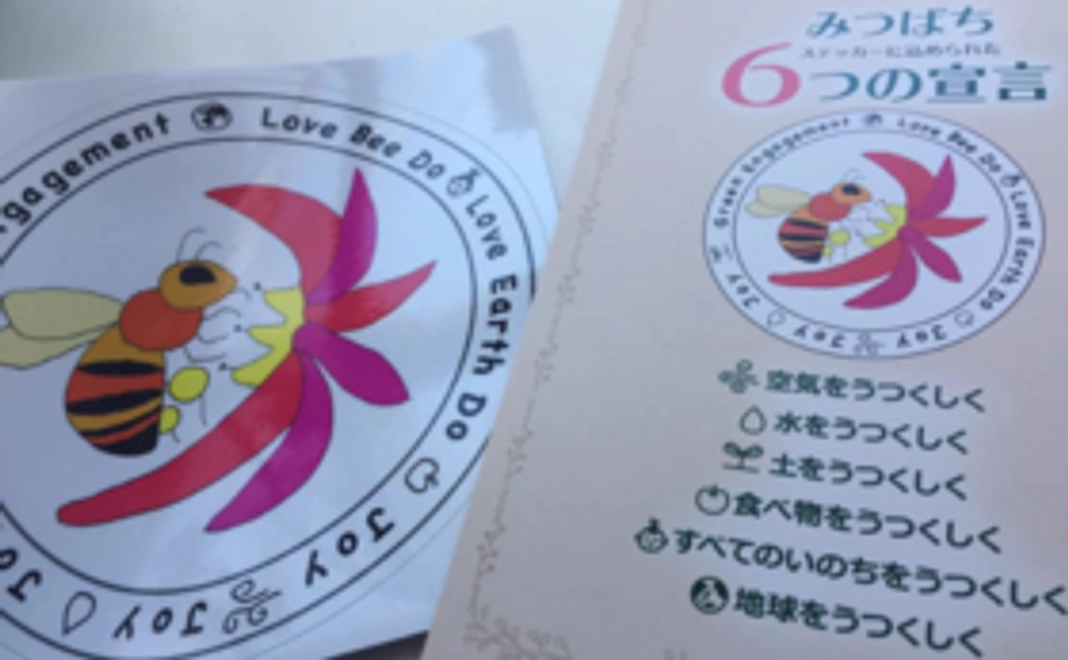 gagement Love Bee Do Love Earth Do Joy Joy Jo
みつばち
ステッカーに込められた
6つの宣言
Green Engagement Love Bee Do Love Earth Do Joy Joy Joy
空気をうつくしく
水をうつくしく
土をうつくしく
食べ物をうつくしく
すべてのいのちをうつくしく
地球をうつくしく